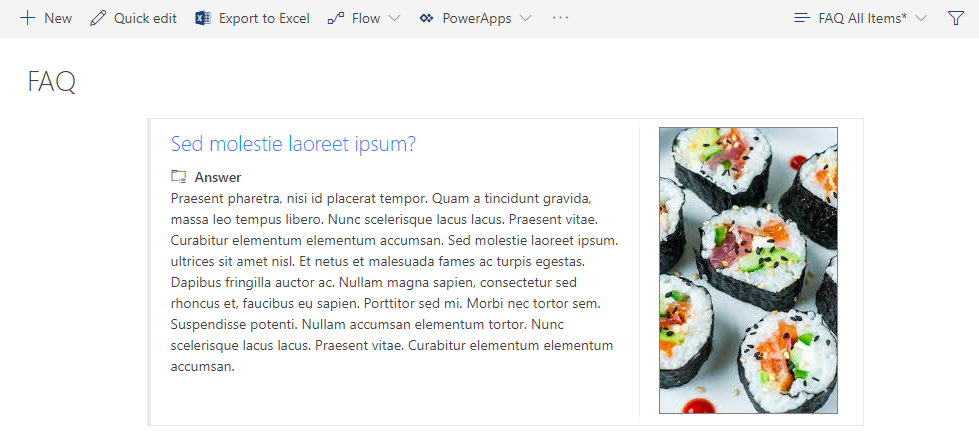 New Quick edit Export to Excel Flow PowerApps ... FAQ All Items*
FAQ
Sed molestie laoreet ipsum?
Answer
Praesent pharetra, nisi id placerat tempor. Quam a tincidunt gravida,
massa leo tempus libero. Nunc scelerisque lacus lacus. Praesent vitae.
Curabitur elementum elementum accumsan. Sed molestie laoreet ipsum.
ultrices sit amet nisl. Et netus et malesuada fames ac turpis egestas.
Dapibus fringilla auctor ac. Nullam magna sapien, consectetur sed
rhoncus et, faucibus eu sapien. Porttitor sed mi. Morbi nec tortor sem.
Suspendisse potenti. Nullam accumsan elementum tortor. Nunc
scelerisque lacus lacus. Praesent vitae. Curabitur elementum elementum
accumsan.